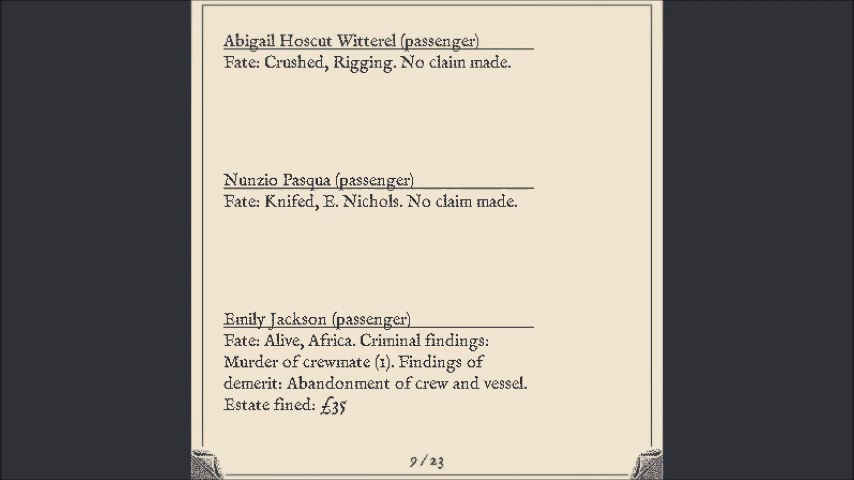 Abigail Hoscut Witterel (passenger)
Fate: Crushed, Rigging. No claim made.
Nunzio Pasqua (passenger)
Fate: Knifed, E. Nichols. No claim made.
Emily Jackson (passenger)
Fate: Alive, Africa. Criminal findings:
Murder of crewmate (1). Findings of
demerit: Abandonment of crew and vessel.
Estate fined: £35
9/23